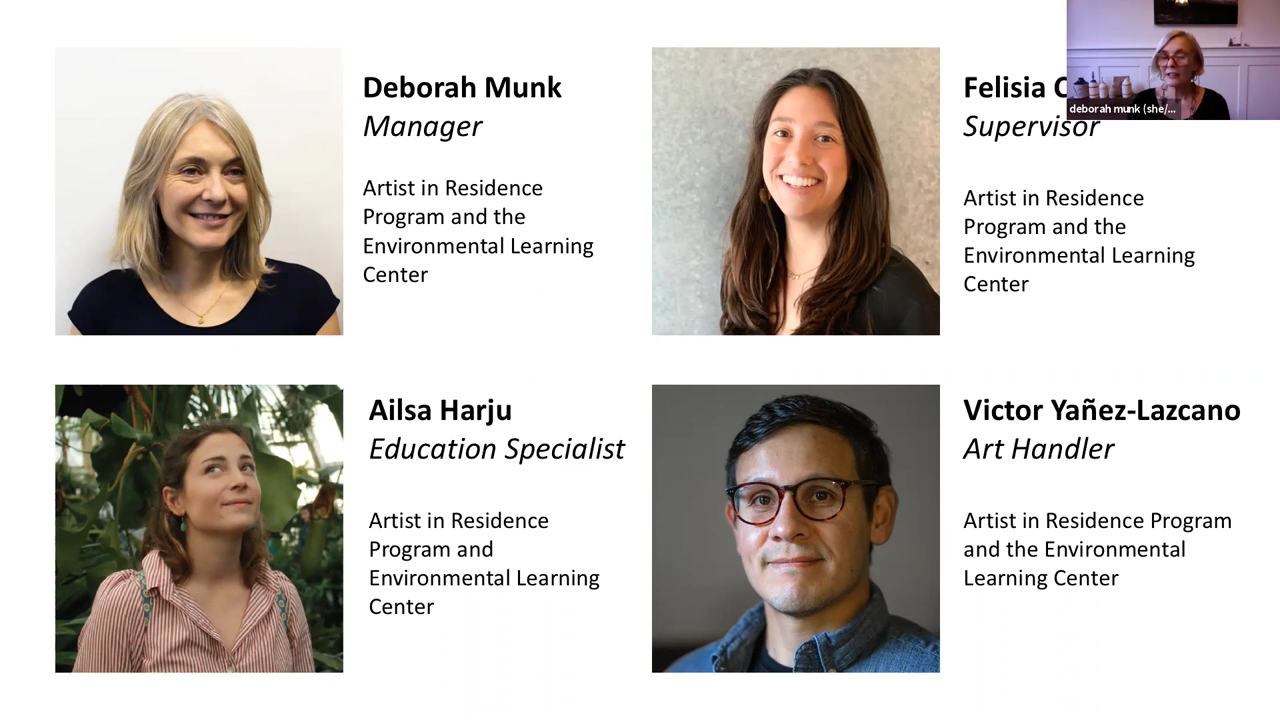 Deborah Munk
Manager
Artist in Residence
Program and the
Environmental Learning
Center
Felisia
Supervisor
Artist in Residence
Program and the
Environmental Learning
Center
deborah munk (she/...
Ailsa Harju
Education Specialist
Artist in Residence
Program and
Environmental Learning
Center
Victor Yañez-Lazcano
Art Handler
Artist in Residence Program
and the Environmental
Learning Center